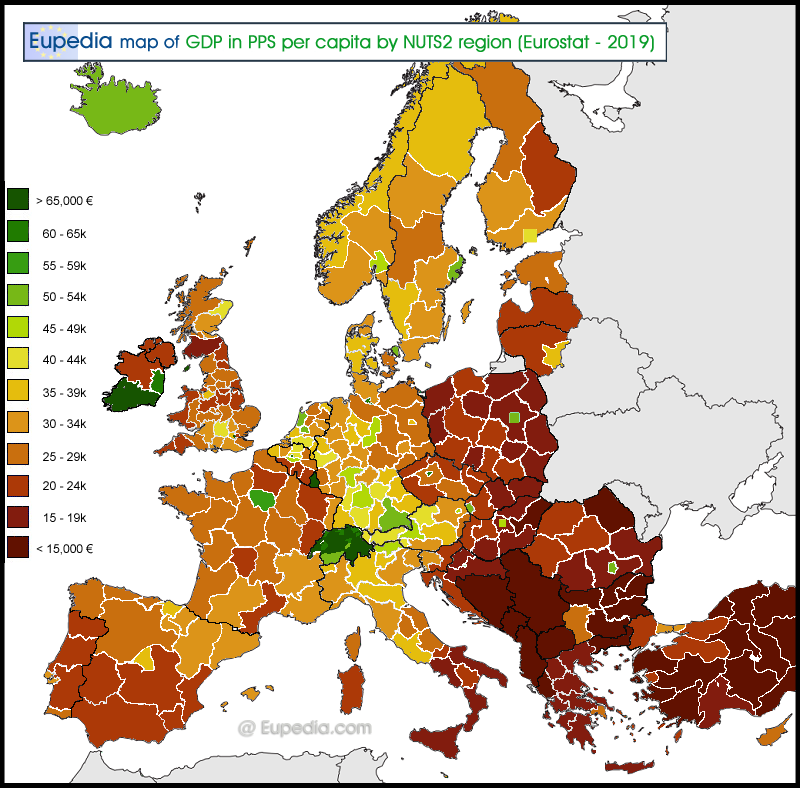 Eupedia map of GDP in PPS per capita by NUTS2 region (Eurostat - 2019)
> 65,000 €
60 - 65k
55 - 59k
50 - 54k
45 - 49k
40 - 44k
35 - 39k
30 - 34k
25 - 29k
20 - 24k
15 - 19k
< 15,000 €
@ Eupedia.com